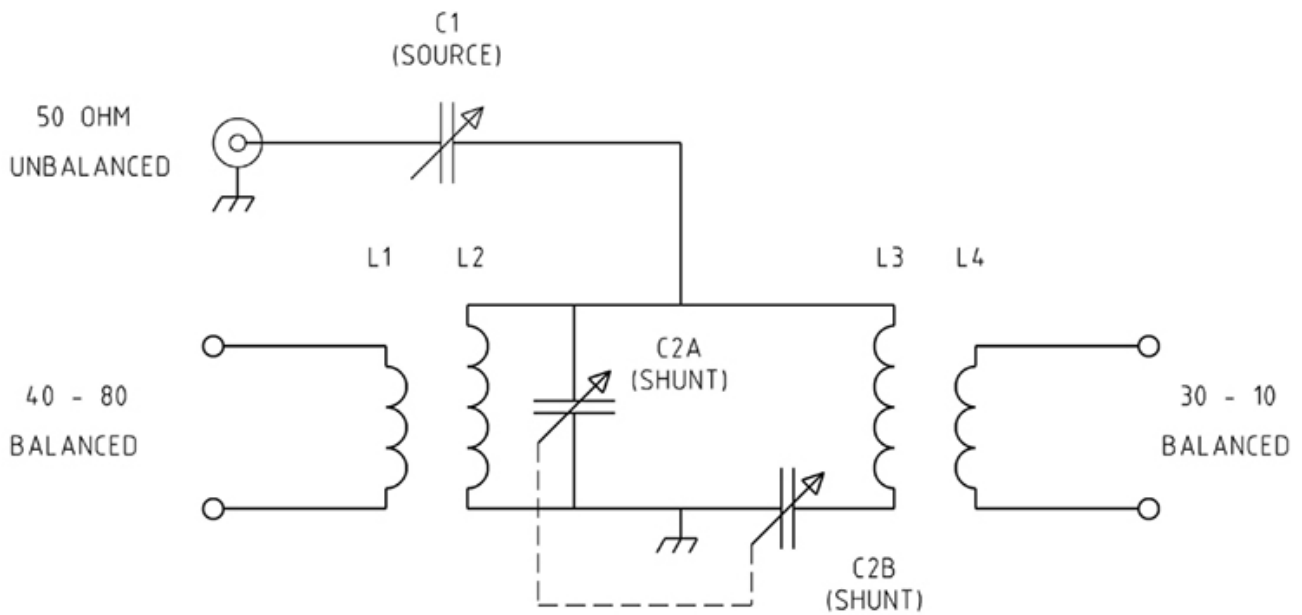 C1
(SOURCE)
50 OHM
UNBALANCED
L1
L2
L3
L4
C2A
(SHUNT)
40 - 80
BALANCED
30 - 10
BALANCED
C2B
(SHUNT)